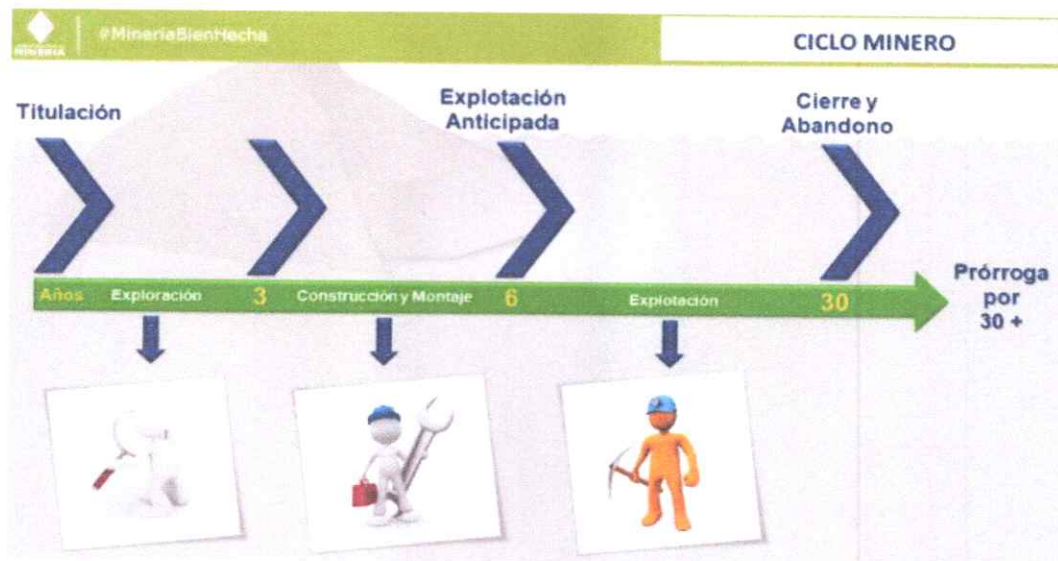 #MineriaBienHecha
CICLO MINERO
MINERÍA
Titulación
Explotación
Anticipada
Cierre y
Abandono
Años Exploración 3 Construcción y Montaje 6 Explotación 30
Prórroga
por
30 +